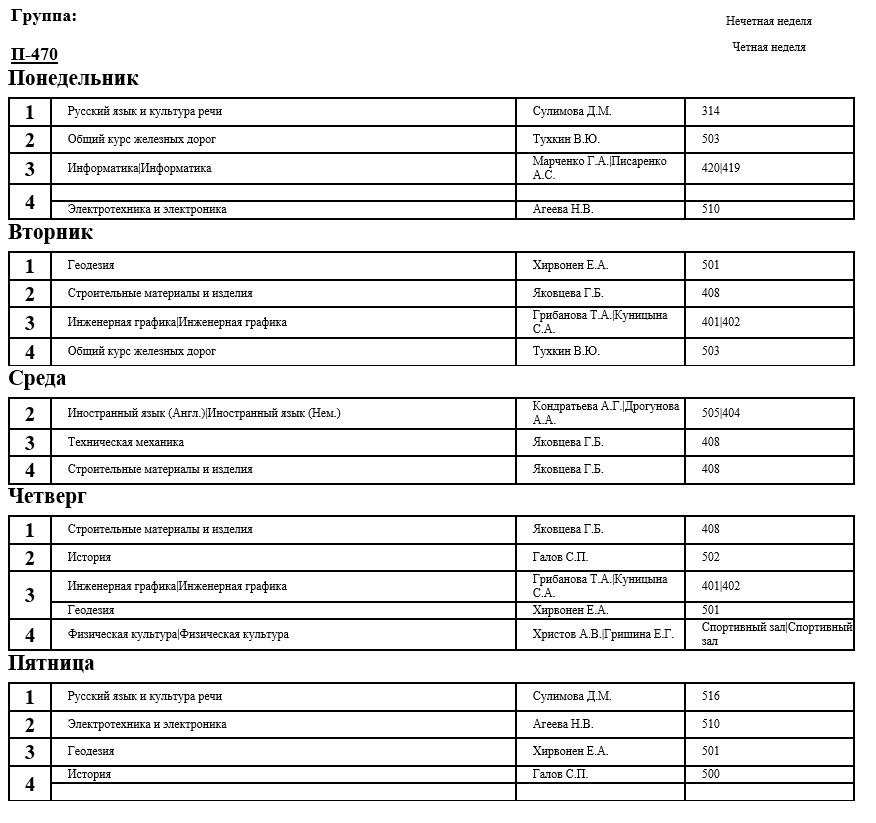 Группа:
Нечетная неделя
Четная неделя
П-470
Понедельник
1 Русский язык и культура речи Сулимова Д.М. 314
2 Общий курс железных дорог Тухкин В.Ю. 503
3 Информатика|Информатика Марченко Г.А.|Писаренко А.С. 420|419
4
Электротехника и электроника Агеева Н.В. 510
Вторник
1 Геодезия Хирвонен Е.А. 501
2 Строительные материалы и изделия Яковцева Г.Б. 408
3 Инженерная графика|Инженерная графика Грибанова Т.А.|Куницына С.А. 401|402
4 Общий курс железных дорог Тухкин В.Ю. 503
Среда
2 Иностранный язык (Англ.)|Иностранный язык (Нем.) Кондратьева А.Г.|Дрогунова А.А. 505|404
3 Техническая механика Яковцева Г.Б. 408
4 Строительные материалы и изделия Яковцева Г.Б. 408
Четверг
1 Строительные материалы и изделия Яковцева Г.Б. 408
2 История Галов С.П. 502
3 Инженерная графика|Инженерная графика Грибанова Т.А.|Куницына С.А. 401|402
Геодезия Хирвонен Е.А. 501
4 Физическая культура|Физическая культура Христов А.В.|Гришина Е.Г. Спортивный зал|Спортивный зал
Пятница
1 Русский язык и культура речи Сулимова Д.М. 516
2 Электротехника и электроника Агеева Н.В. 510
3 Геодезия Хирвонен Е.А. 501
4 История Галов С.П. 500